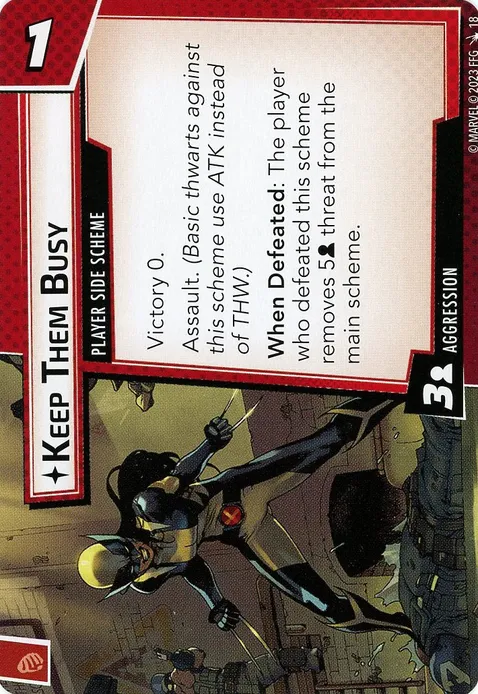 1
KEEP THEM BUSY
PLAYER SIDE SCHEME
Victory 0.
Assault. (Basic thwarts against
this scheme use ATK instead
of THW.)
When Defeated: The player
who defeated this scheme
removes 5 threat from the
main scheme.
3
AGGRESSION
© MARVEL © 2023 FFG 18